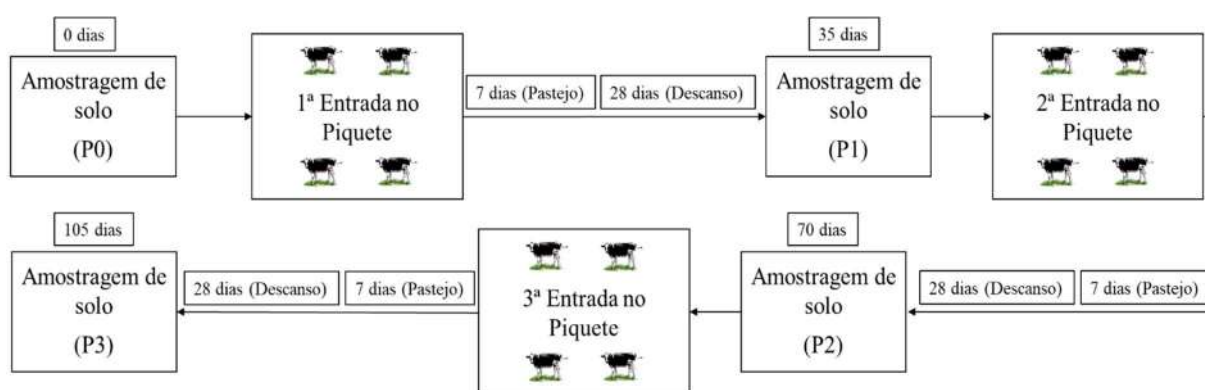 0 dias
Amostragem de
solo
(P0)
1ª Entrada no
Piquete
7 dias (Pastejo)
28 dias (Descanso)
35 dias
Amostragem de
solo
(P1)
2ª Entrada no
Piquete
7 dias (Pastejo)
28 dias (Descanso)
70 dias
Amostragem de
solo
(P2)
3ª Entrada no
Piquete
7 dias (Pastejo)
28 dias (Descanso)
105 dias
Amostragem de
solo
(P3)